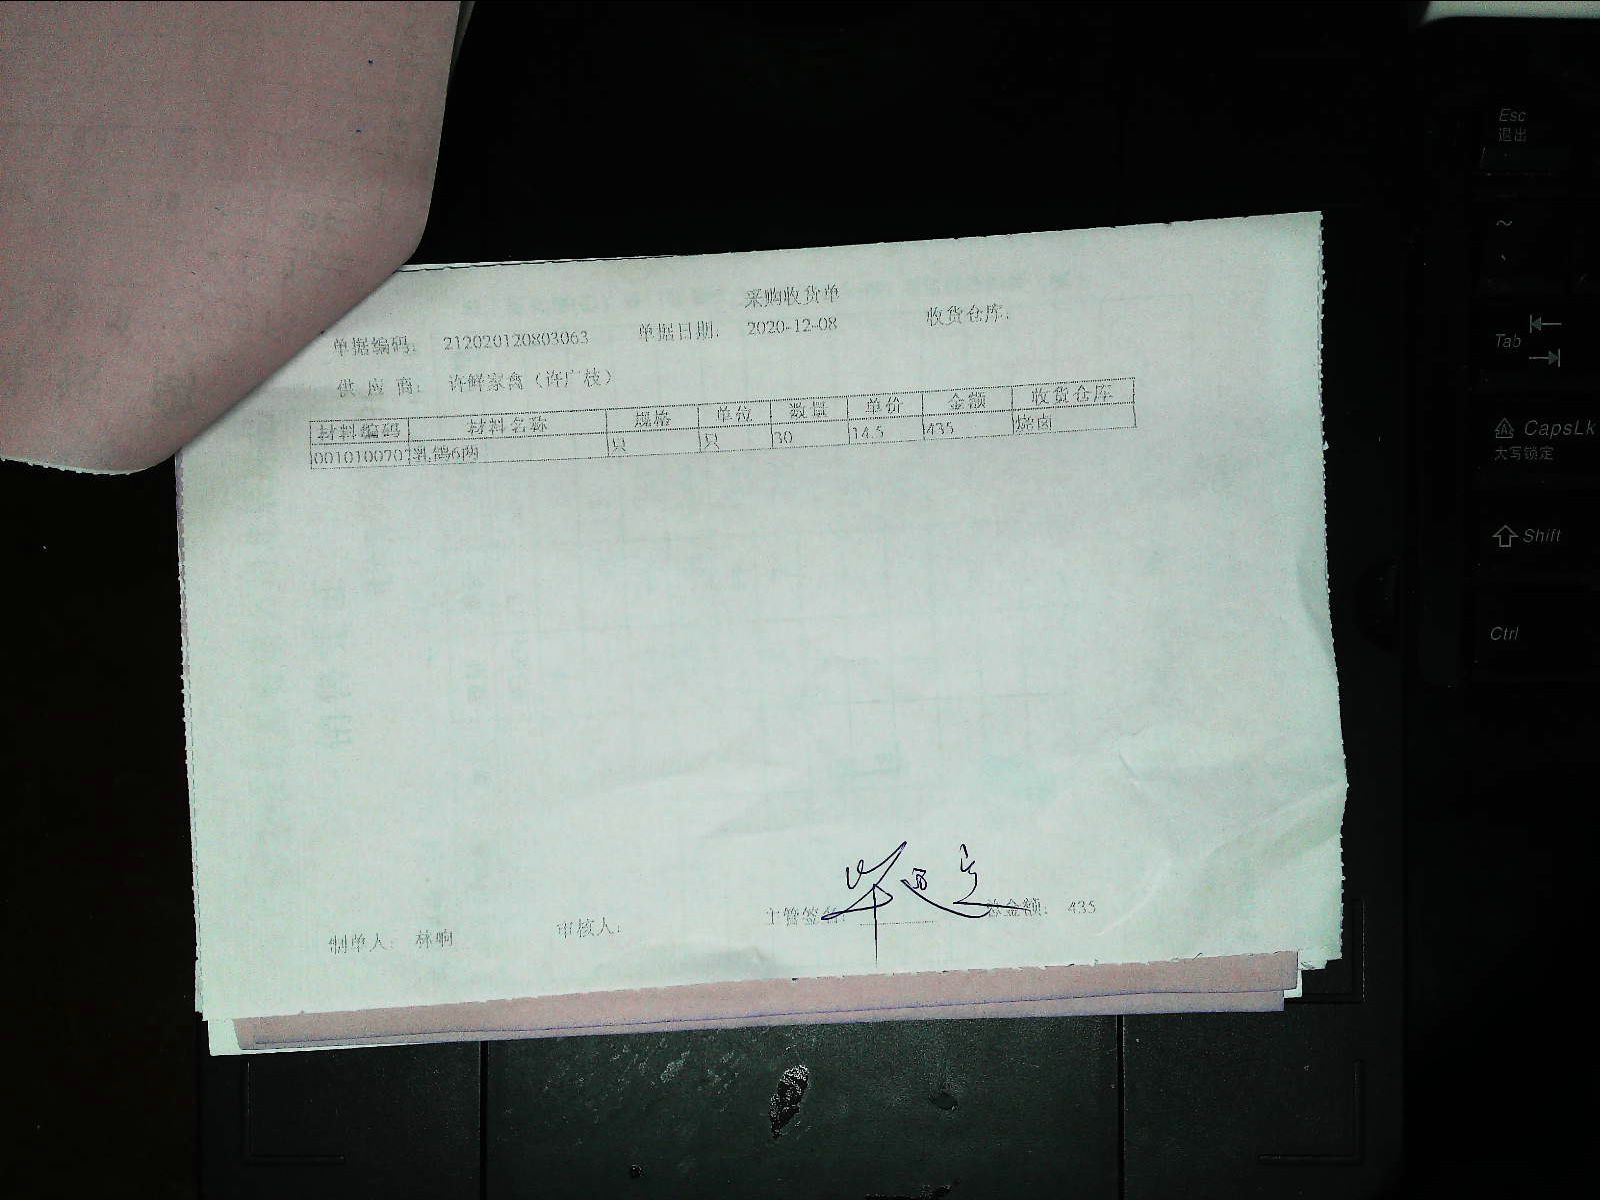 采购收货单
单据编码： 212020120803063 单据日期： 2020-12-08 收货仓库：
供 应 商： 许鲜家禽（许广枝）
材料编码 材料名称 规格 单位 数量 单价 金额 收货仓库
0010100707 乳鸽6两 只 只 30 14.5 435 烧卤
制单人： 林响 审核人： 主管签名： 总金额： 435
Esc
退出
~
Tab
CapsLk
大写锁定
Shift
Ctrl